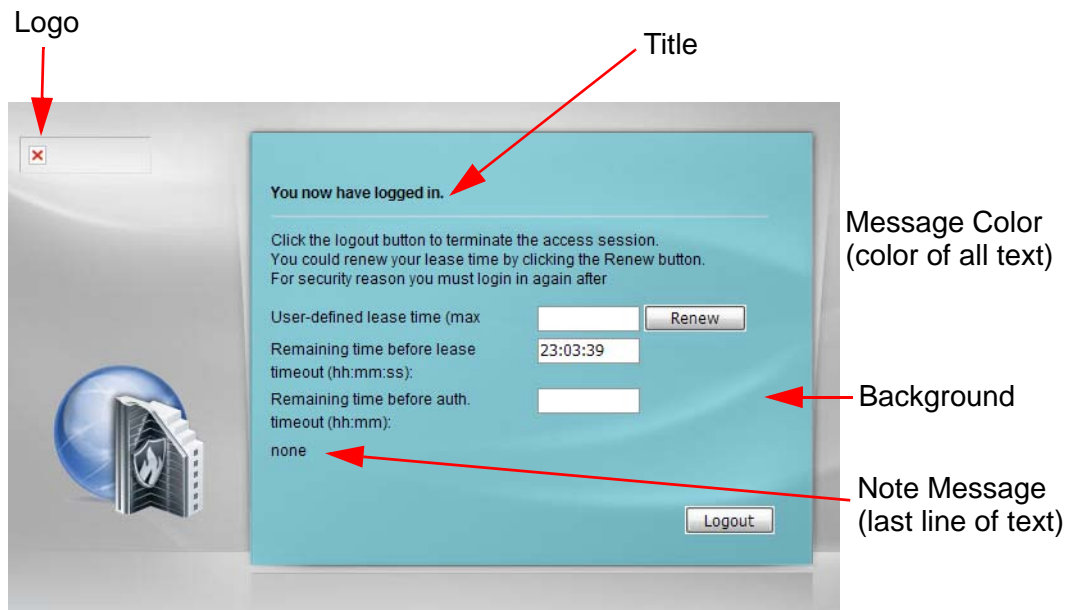 Logo
Title
You now have logged in.
Click the logout button to terminate the access session.
You could renew your lease time by clicking the Renew button.
For security reason you must login in again after
Message Color
(color of all text)
User-defined lease time (max
Renew
Remaining time before lease
timeout (hh:mm:ss):
23:03:39
Remaining time before auth.
timeout (hh:mm):
Background
none
Note Message
(last line of text)
Logout